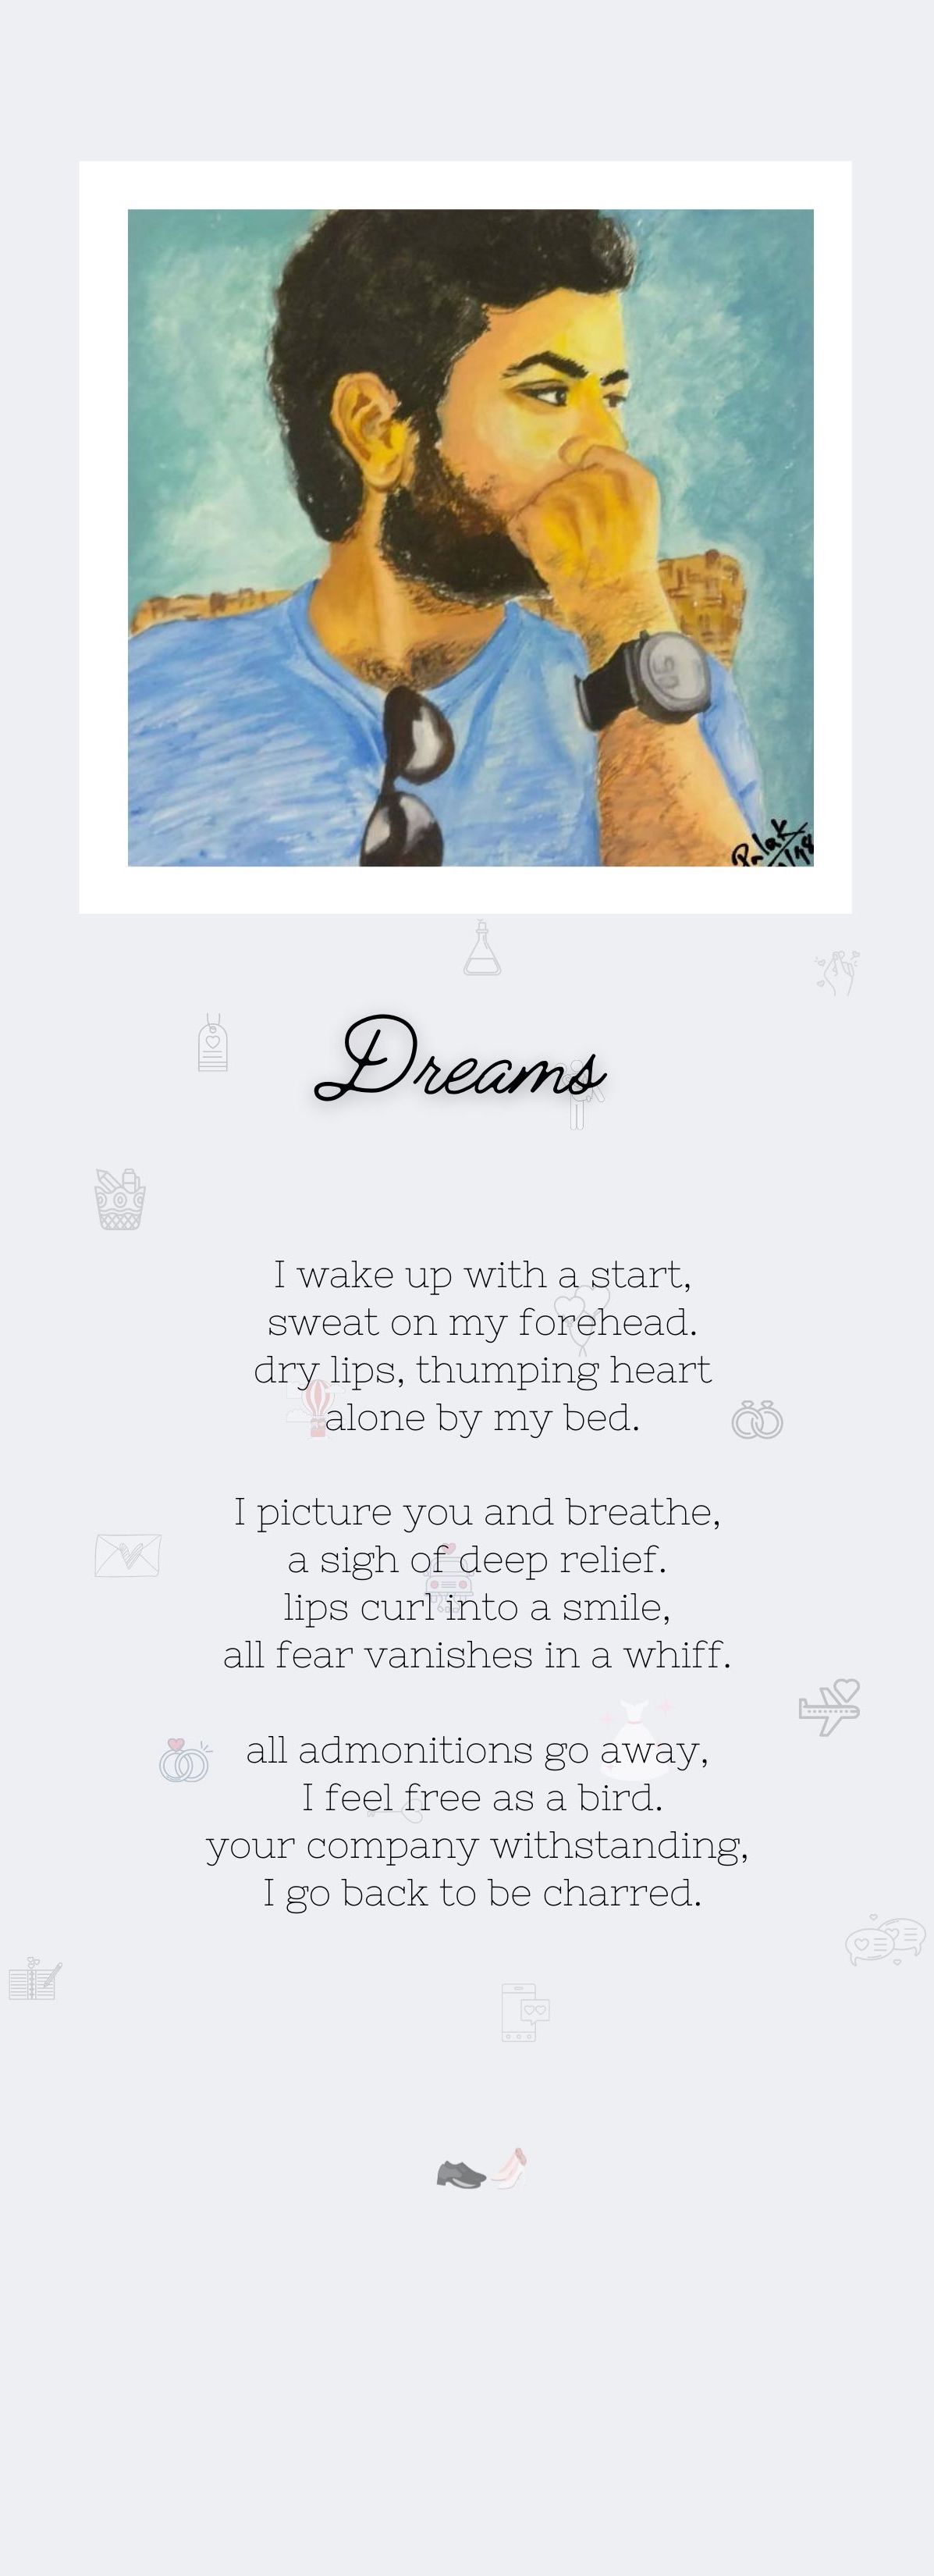 Palak
Dreams
I wake up with a start,
sweat on my forehead.
dry lips, thumping heart
alone by my bed.
I picture you and breathe,
a sigh of deep relief.
lips curl into a smile,
all fear vanishes in a whiff.
all admonitions go away,
I feel free as a bird.
your company withstanding,
I go back to be charred.